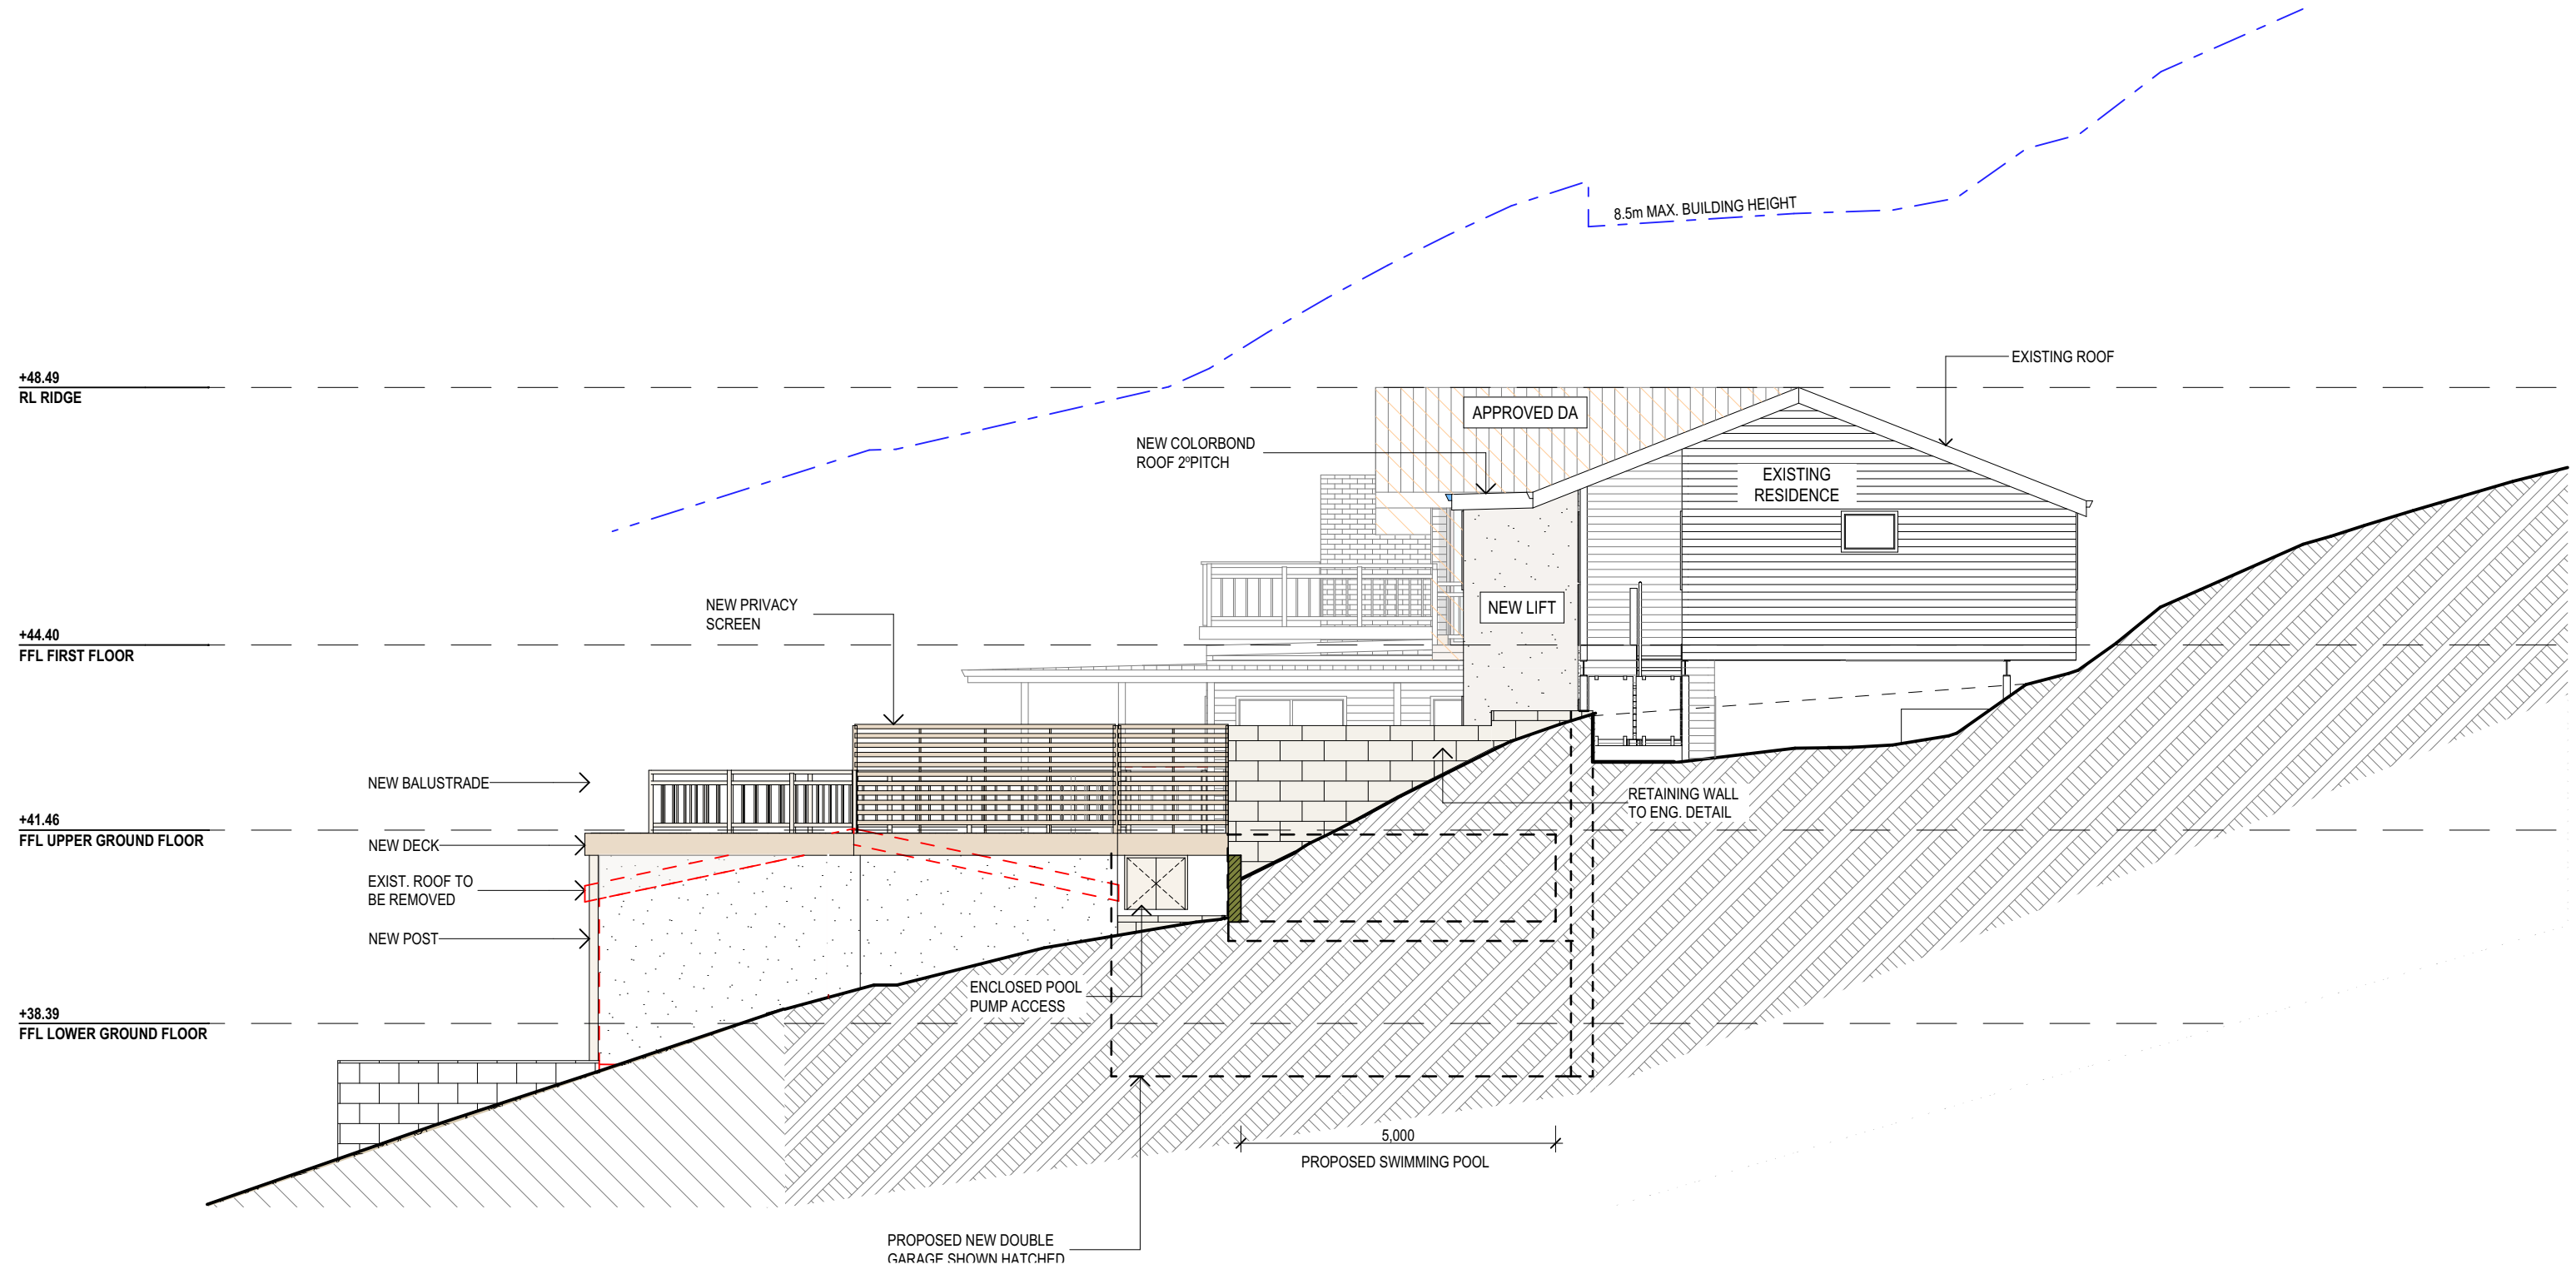 8.5m MAX. BUILDING HEIGHT
EXISTING ROOF
+48.49
RL RIDGE
APPROVED DA
NEW COLORBOND
ROOF 2ºPITCH
EXISTING
RESIDENCE
NEW PRIVACY
SCREEN
NEW LIFT
+44.40
FFL FIRST FLOOR
NEW BALUSTRADE
RETAINING WALL
TO ENG. DETAIL
+41.46
FFL UPPER GROUND FLOOR
NEW DECK
EXIST. ROOF TO
BE REMOVED
NEW POST
ENCLOSED POOL
PUMP ACCESS
+38.39
FFL LOWER GROUND FLOOR
5,000
PROPOSED SWIMMING POOL
PROPOSED NEW DOUBLE
GARAGE SHOWN HATCHED